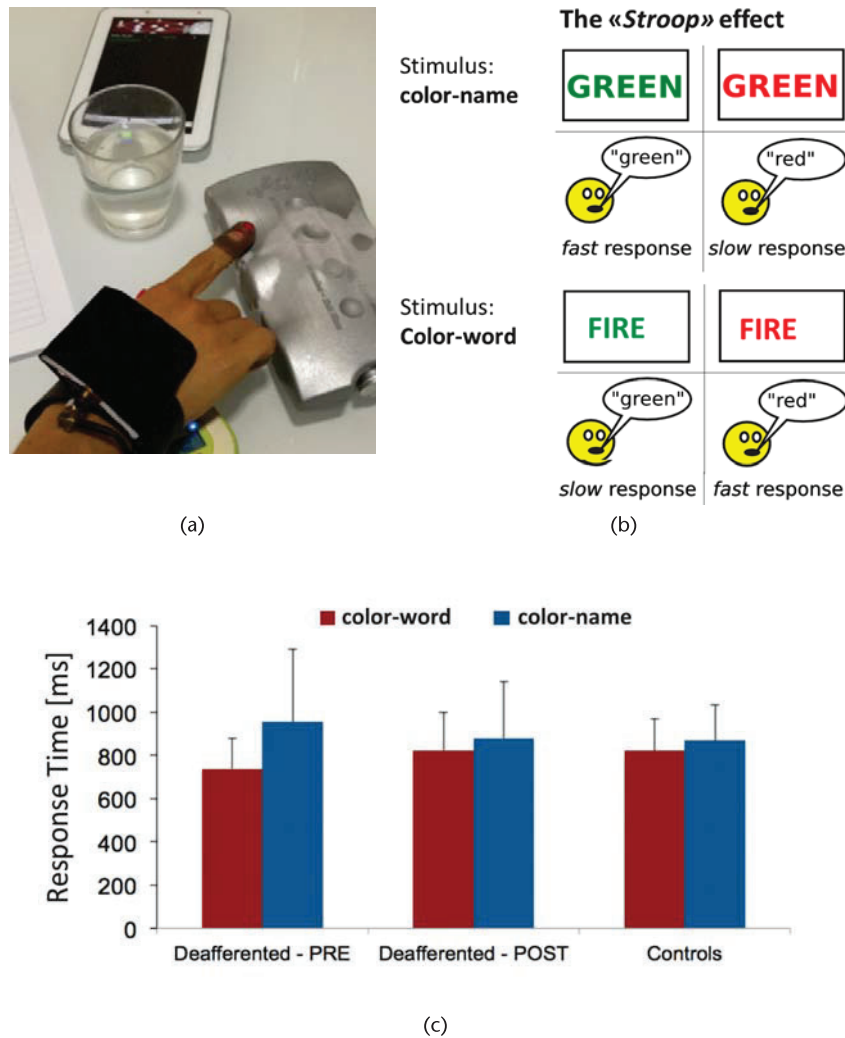 The «Stroop» effect
Stimulus:
color-name
GREEN GREEN
"green" "red"
fast response slow response
Stimulus:
Color-word
FIRE FIRE
"green" "red"
slow response fast response
(a) (b)
color-word color-name
Response Time [ms]
1400
1200
1000
800
600
400
200
0
Deafferented - PRE Deafferented - POST Controls
(c)